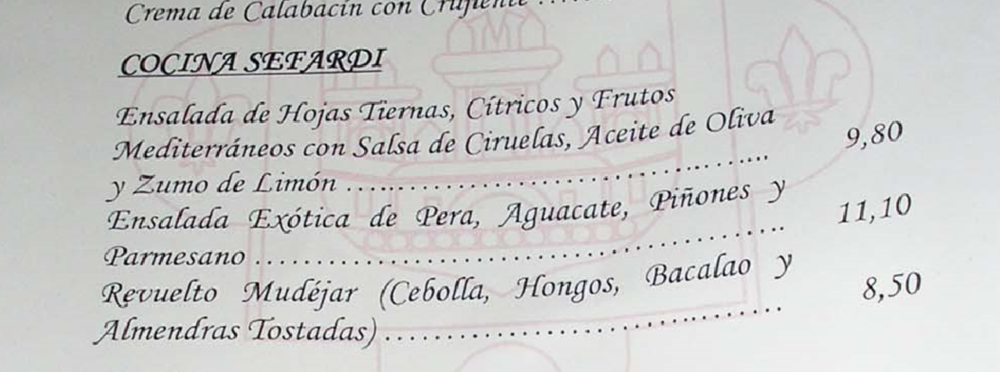 Crema de Calabacín con Crujiente ........
COCINA SEFARDI
Ensalada de Hojas Tiernas, Cítricos y Frutos
Mediterráneos con Salsa de Ciruelas, Aceite de Oliva
y Zumo de Limón ........................................ 9,80
Ensalada Exótica de Pera, Aguacate, Piñones y
Parmesano ........................................ 11,10
Revuelto Mudéjar (Cebolla, Hongos, Bacalao y
Almendras Tostadas) ........................................ 8,50